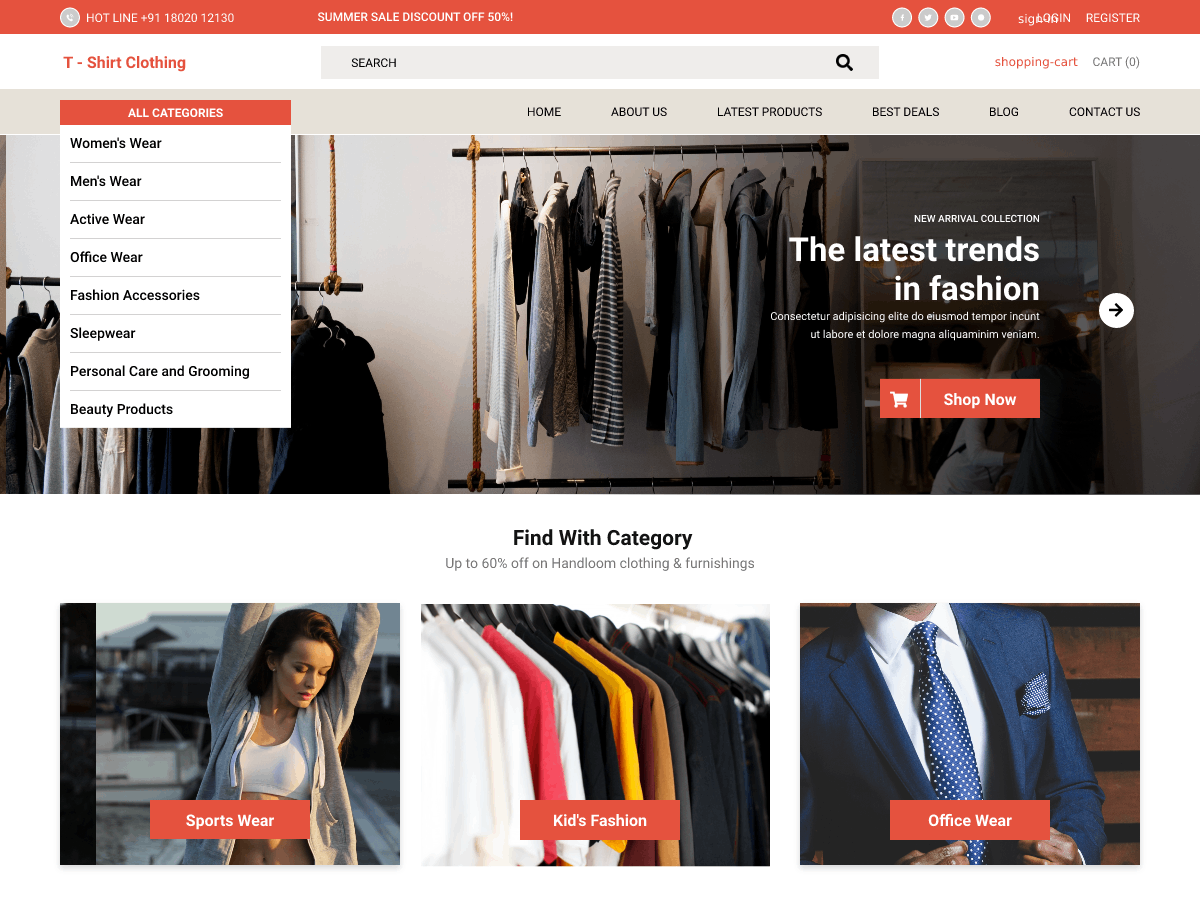 HOT LINE +91 18020 12130
SUMMER SALE DISCOUNT OFF 50%!
sign-in
LOGIN
REGISTER
T - Shirt Clothing
SEARCH
shopping-cart
CART (0)
ALL CATEGORIES
HOME
ABOUT US
LATEST PRODUCTS
BEST DEALS
BLOG
CONTACT US
Women's Wear
Men's Wear
Active Wear
Office Wear
Fashion Accessories
Sleepwear
Personal Care and Grooming
Beauty Products
NEW ARRIVAL COLLECTION
The latest trends
in fashion
Consectetur adipisicing elite do eiusmod tempor incunt
ut labore et dolore magna aliquaminim veniam.
Shop Now
Find With Category
Up to 60% off on Handloom clothing & furnishings
Sports Wear
Kid's Fashion
Office Wear